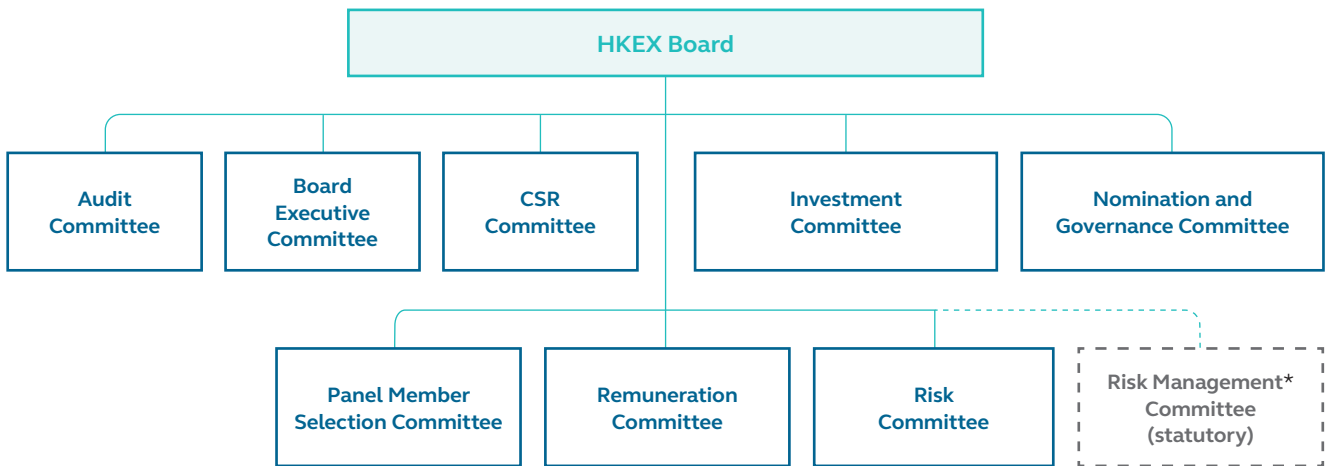 HKEX Board
Audit
Committee
Board
Executive
Committee
CSR
Committee
Investment
Committee
Nomination and
Governance Committee
Panel Member
Selection Committee
Remuneration
Committee
Risk
Committee
Risk Management*
Committee
(statutory)